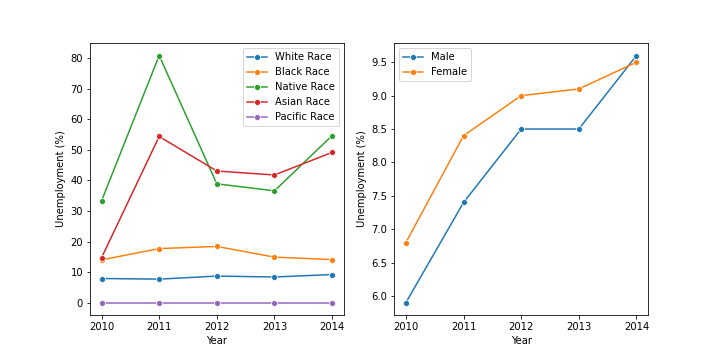 White Race
Black Race
Native Race
Asian Race
Pacific Race
80
70
60
50
40
30
20
10
0
Unemployment (%)
2010 2011 2012 2013 2014
Year
Male
Female
9.5
9.0
8.5
8.0
7.5
7.0
6.5
6.0
Unemployment (%)
2010 2011 2012 2013 2014
Year